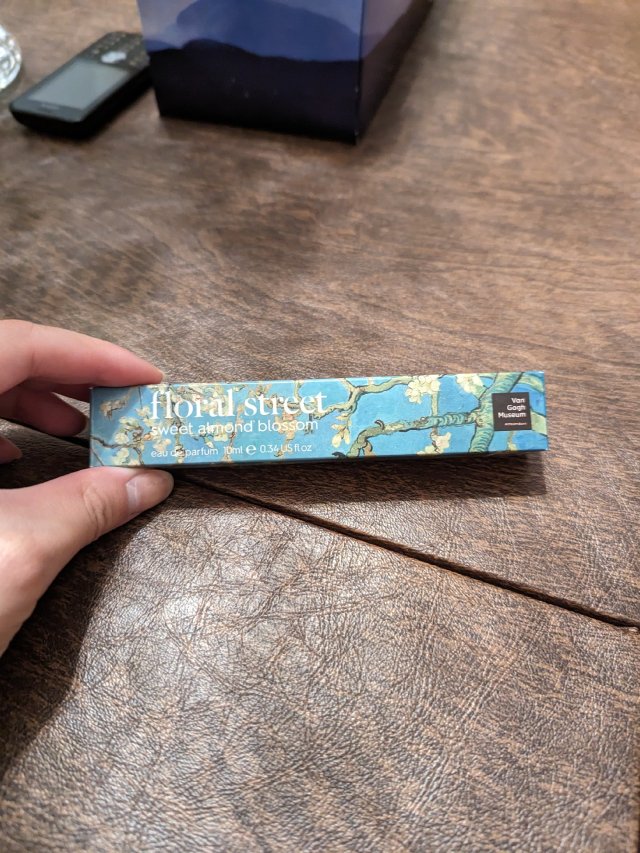 floral street
sweet almond blossom
eau de parfum 10ml ℮ 0.34 US fl oz
Van
Gogh
Museum